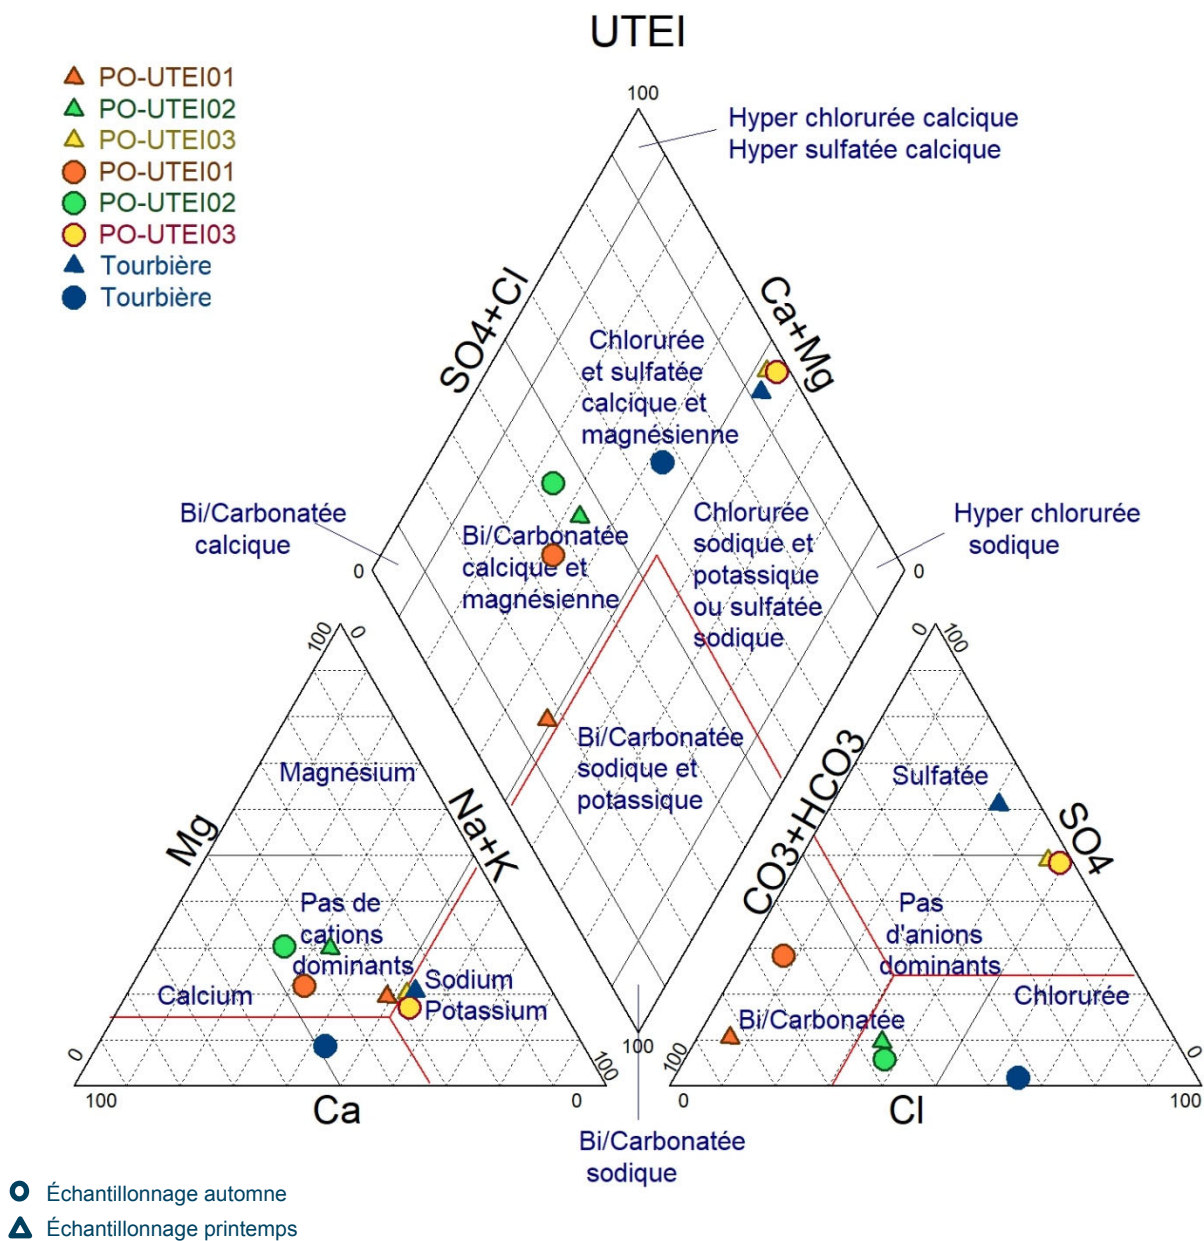 UTEI
PO-UTEI01
PO-UTEI02
PO-UTEI03
PO-UTEI01
PO-UTEI02
PO-UTEI03
Tourbière
Tourbière
100
Hyper chlorurée calcique
Hyper sulfatée calcique
SO4+Cl
Ca+Mg
Chlorurée
et sulfatée
calcique et
magnésienne
Bi/Carbonatée
calcique
Bi/Carbonatée
calcique et
magnésienne
Chlorurée
sodique et
potassique
ou sulfatée
sodique
Hyper chlorurée
sodique
0
0
100
0
0
100
Bi/Carbonatée
sodique et
potassique
Magnésium
Mg
Na+K
Pas de
cations
dominants
Calcium
Sodium
Potassium
CO3+HCO3
Sulfatée
SO4
Pas
d'anions
dominants
Chlorurée
Bi/Carbonatée
0
100
100
100
0
100
0
Ca
0
0
Cl
100
Bi/Carbonatée
sodique
Échantillonnage automne
Échantillonnage printemps